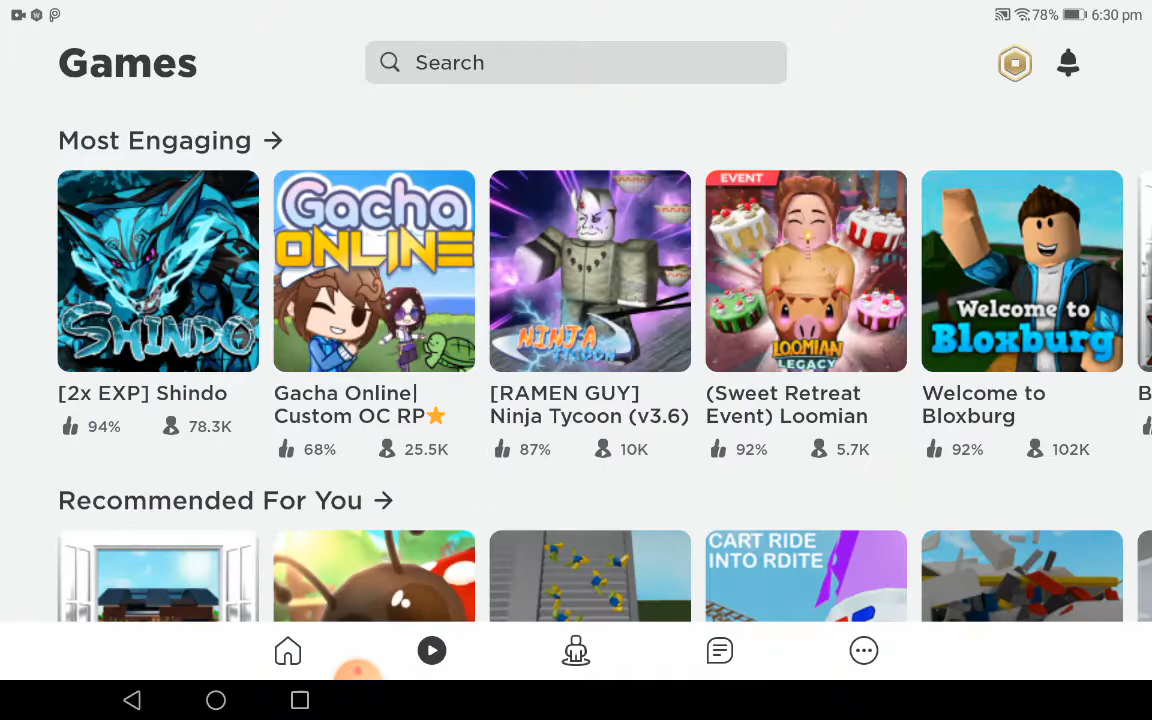 78% 6:30 pm
Games
Search
Most Engaging →
SHINDO
Gacha
ONLINE
NINJA
TYCOON
EVENT
LOOMIAN
LEGACY
Welcome to
Bloxburg
[2x EXP] Shindo
94% 78.3K
Gacha Online|
Custom OC RP⭐
68% 25.5K
[RAMEN GUY]
Ninja Tycoon (v3.6)
87% 10K
(Sweet Retreat
Event) Loomian
92% 5.7K
Welcome to
Bloxburg
92% 102K
B
Recommended For You →
CART RIDE
INTO RDITE